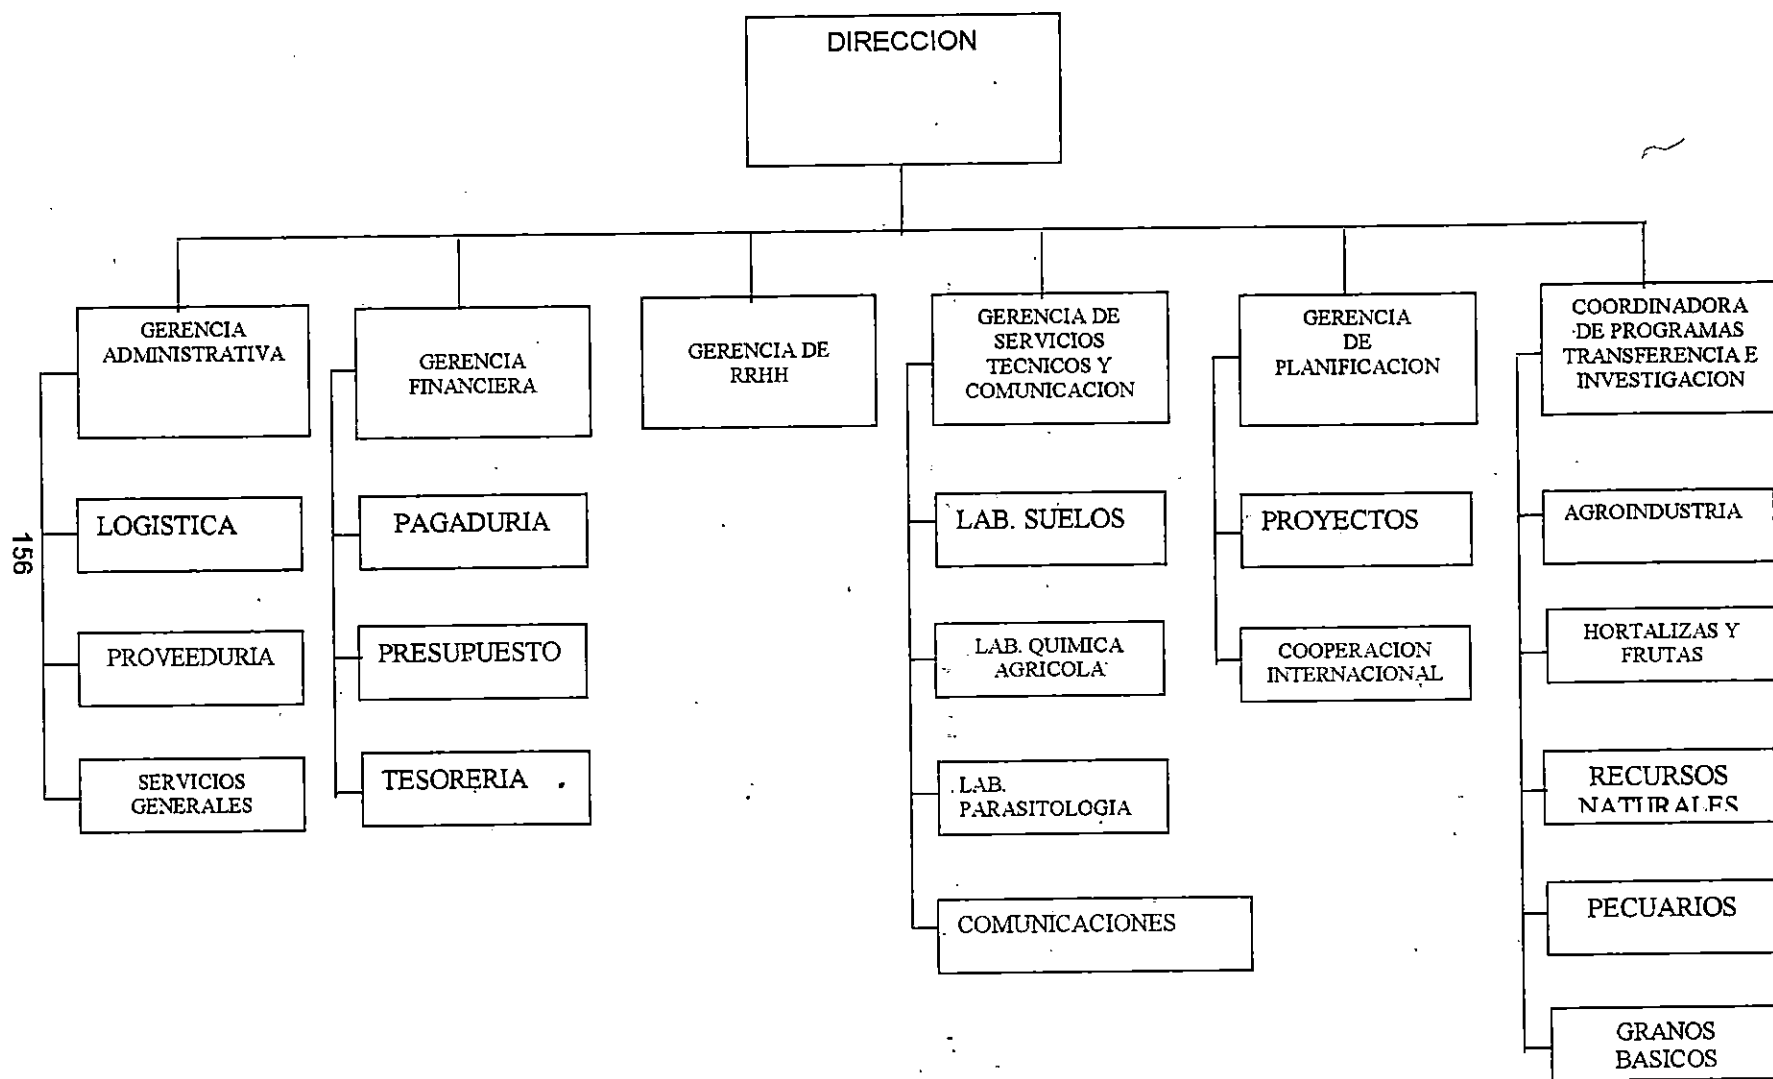 DIRECCION
GERENCIA
ADMINISTRATIVA
LOGISTICA
PROVEEDURIA
SERVICIOS
GENERALES
GERENCIA
FINANCIERA
PAGADURIA
PRESUPUESTO
TESORERIA
GERENCIA DE
RRHH
GERENCIA DE
SERVICIOS
TECNICOS Y
COMUNICACION
LAB. SUELOS
LAB. QUIMICA
AGRICOLA
LAB.
PARASITOLOGIA
COMUNICACIONES
GERENCIA
DE
PLANIFICACION
PROYECTOS
COOPERACION
INTERNACIONAL
COORDINADORA
DE PROGRAMAS
TRANSFERENCIA E
INVESTIGACION
AGROINDUSTRIA
HORTALIZAS Y
FRUTAS
RECURSOS
NATURALES
PECUARIOS
GRANOS
BASICOS
156